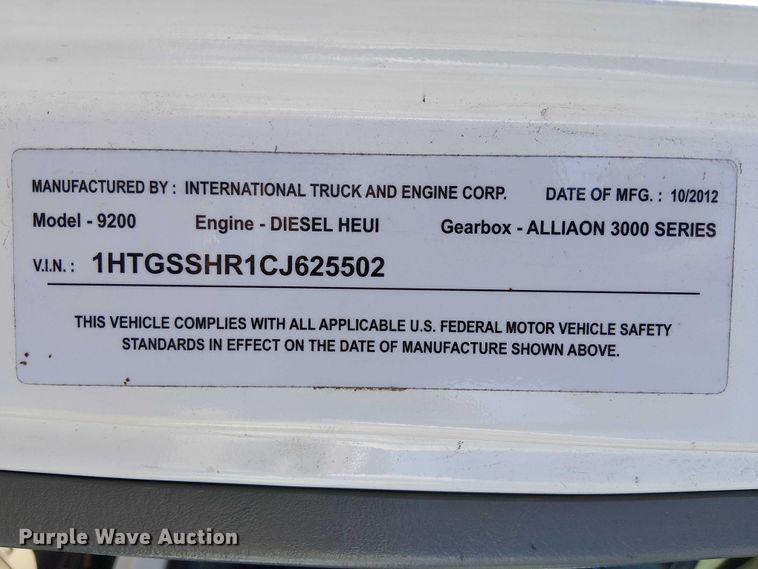 MANUFACTURED BY : INTERNATIONAL TRUCK AND ENGINE CORP. DATE OF MFG. : 10/2012
Model - 9200 Engine - DIESEL HEUI Gearbox - ALLIAON 3000 SERIES
V.I.N. : 1HTGSSHR1CJ625502
THIS VEHICLE COMPLIES WITH ALL APPLICABLE U.S. FEDERAL MOTOR VEHICLE SAFETY
STANDARDS IN EFFECT ON THE DATE OF MANUFACTURE SHOWN ABOVE.
Purple Wave Auction